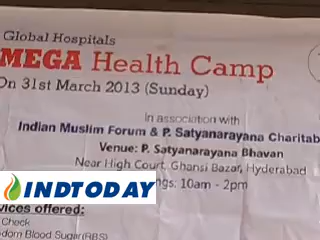 Global Hospitals
MEGA Health Camp
On 31st March 2013 (Sunday)
In association with
Indian Muslim Forum & P. Satyanarayana Charitab
Venue: P. Satyanarayana Bhavan
Near High Court, Ghansi Bazar, Hyderabad
ngs: 10am - 2pm
INDTODAY
vices offered:
Check
dom Blood Sugar(RBS)